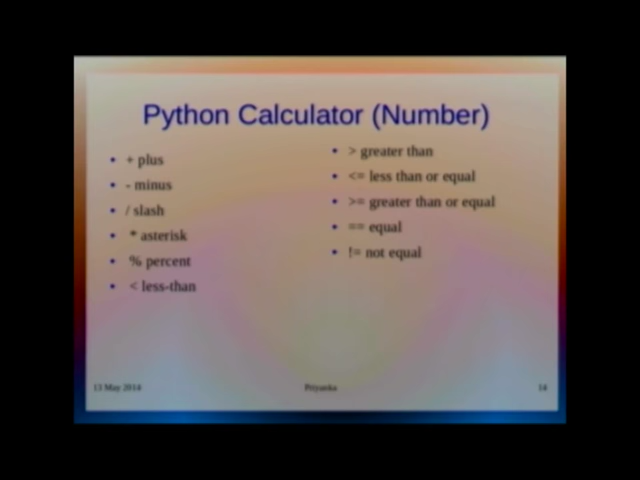 Python Calculator (Number)
+ plus
- minus
/ slash
* asterisk
% percent
< less-than
> greater than
<= less than or equal
>= greater than or equal
== equal
!= not equal
13 May 2014
Priyanka
14